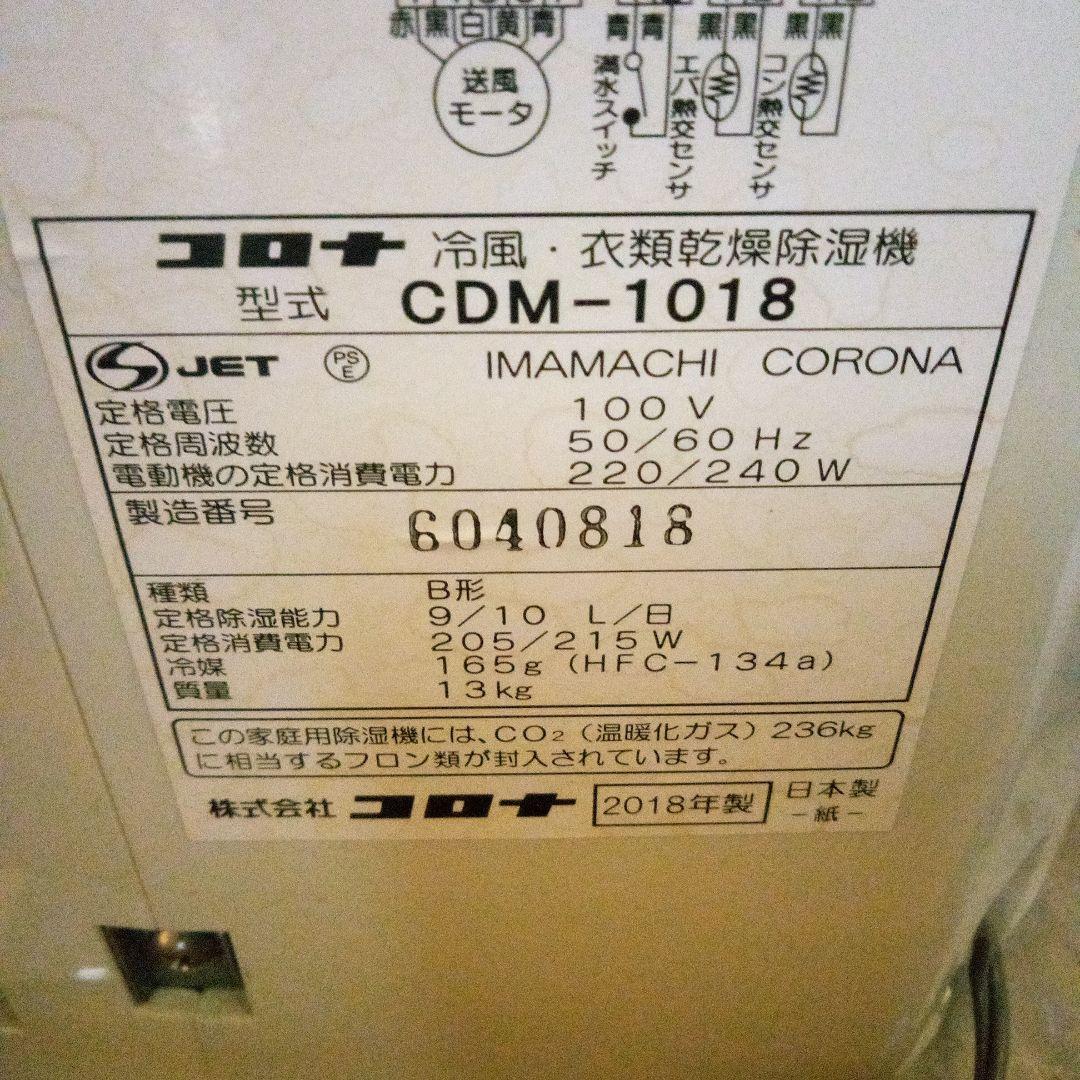 赤 黒 白 黄 青 青 青 黒 黒 黒 黒
送風
モータ
満水スイッチ
エバ熱交センサ
コン熱交センサ
コロナ 冷風・衣類乾燥除湿機
型式 CDM-1018
JET PSE IMAMACHI CORONA
定格電圧 100 V
定格周波数 50/60 Hz
電動機の定格消費電力 220/240 W
製造番号 6040818
種類 B形
定格除湿能力 9/10 L/日
定格消費電力 205/215 W
冷媒 165g (HFC-134a)
質量 13kg
この家庭用除湿機には、CO₂(温暖化ガス)236kg
に相当するフロン類が封入されています。
株式会社 コロナ 2018年製 日本製
-紙-